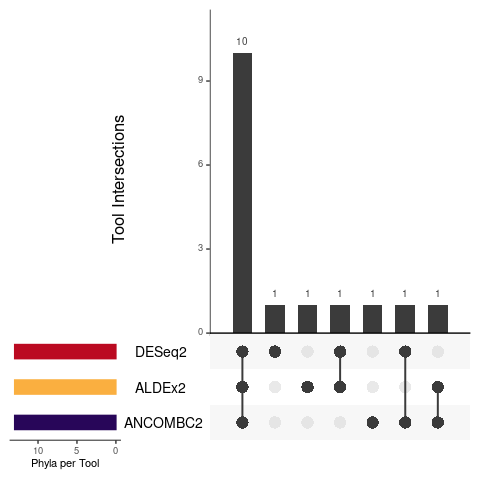 10
1 1 1 1 1 1
Tool Intersections
9
6
3
0
DESeq2
ALDEx2
ANCOMBC2
10 5 0
Phyla per Tool